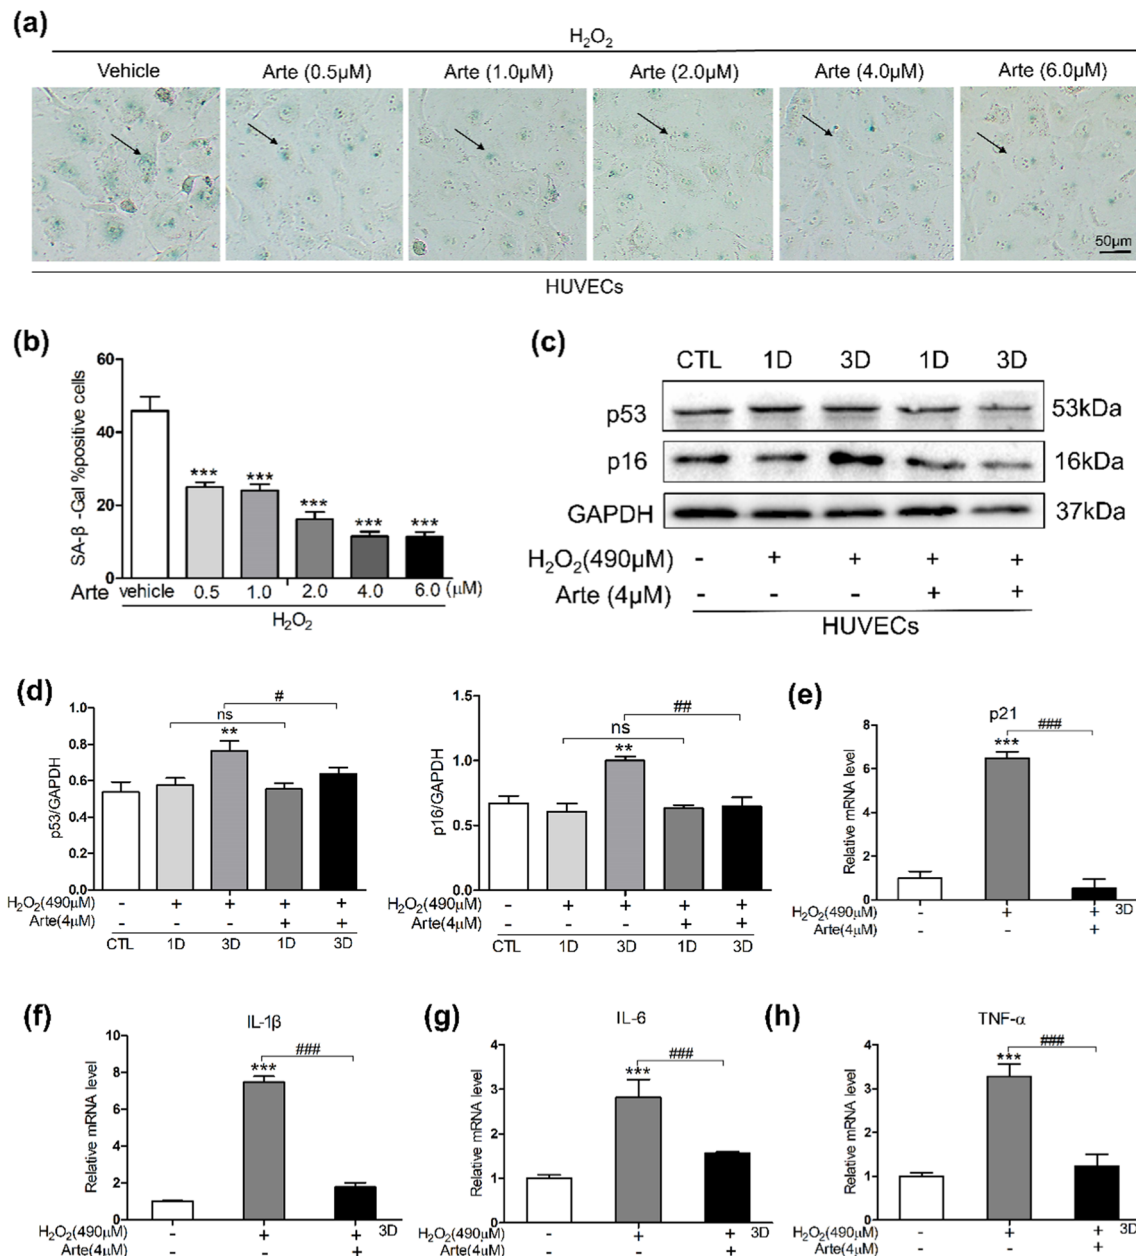 (a)
H₂O₂
Vehicle Arte (0.5μM) Arte (1.0μM) Arte (2.0μM) Arte (4.0μM) Arte (6.0μM)
50μm
HUVECs
(b)
60
40
20
0
SA-β -Gal %positive cells
*** *** *** *** ***
Arte vehicle 0.5 1.0 2.0 4.0 6.0 (μM)
H₂O₂
(c)
CTL 1D 3D 1D 3D
p53 53kDa
p16 16kDa
GAPDH 37kDa
H₂O₂(490μM) - + + + +
Arte (4μM) - - - + +
HUVECs
(d)
p53/GAPDH
1.0
0.8
0.6
0.4
0.2
0.0
#
ns
**
H₂O₂(490μM) - + + + +
Arte(4μM) - - - + +
CTL 1D 3D 1D 3D
p16/GAPDH
1.5
1.0
0.5
0.0
##
ns
**
H₂O₂(490μM) - + + + +
Arte(4μM) - - - + +
CTL 1D 3D 1D 3D
(e)
p21
Relative mRNA level
8
6
4
2
0
***
###
H₂O₂(490μM) - + + 3D
Arte(4μM) - - +
(f)
IL-1β
Relative mRNA level
10
8
6
4
2
0
***
###
H₂O₂(490μM) - + + 3D
Arte(4μM) - - +
(g)
IL-6
Relative mRNA level
4
3
2
1
0
***
###
H₂O₂(490μM) - + + 3D
Arte(4μM) - - +
(h)
TNF-α
Relative mRNA level
4
3
2
1
0
***
###
H₂O₂(490μM) - + + 3D
Arte(4μM) - - +